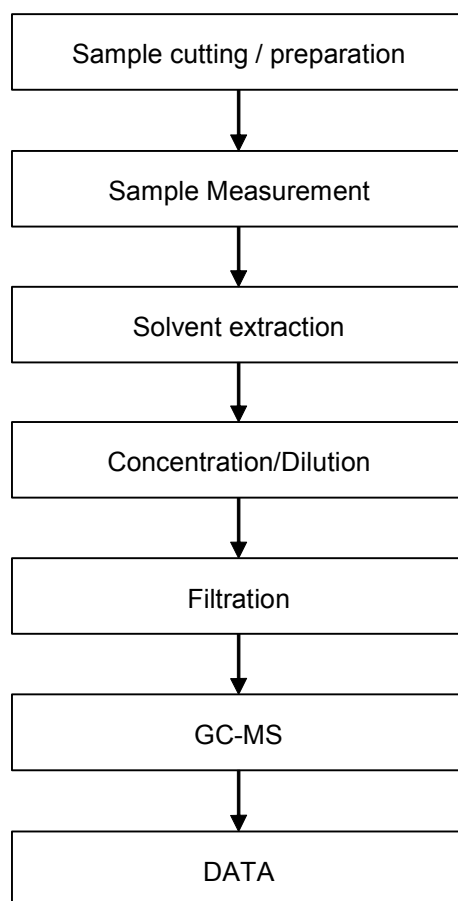 Sample cutting / preparation
Sample Measurement
Solvent extraction
Concentration/Dilution
Filtration
GC-MS
DATA